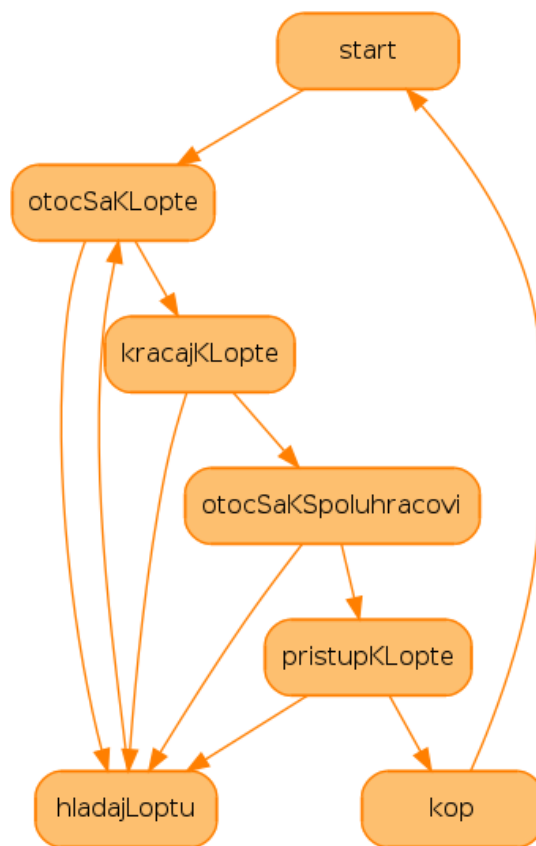 start
otocSaKLopte
kracajKLopte
otocSaKSpoluhracovi
pristupKLopte
hladajLoptu
kop